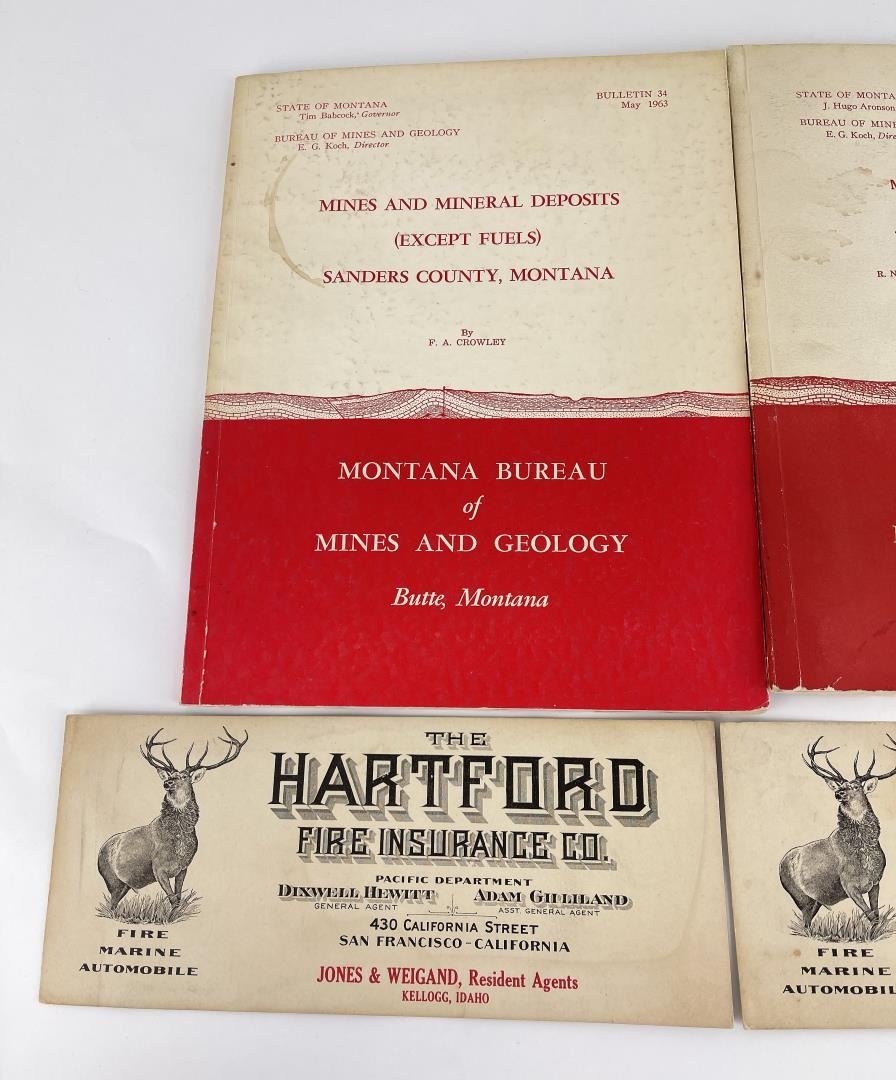 STATE OF MONTANA
Tim Babcock, Governor
BUREAU OF MINES AND GEOLOGY
E. G. Koch, Director
BULLETIN 34
May 1963
MINES AND MINERAL DEPOSITS
(EXCEPT FUELS)
SANDERS COUNTY, MONTANA
By
F. A. CROWLEY
MONTANA BUREAU
of
MINES AND GEOLOGY
Butte, Montana
STATE OF MONTA
J. Hugo Aronson
BUREAU OF MINE
E. G. Koch, Dire
R. N
THE
HARTFORD
FIRE INSURANCE CO.
PACIFIC DEPARTMENT
DIXWELL HEWITT
GENERAL AGENT
ADAM GILLILAND
ASST. GENERAL AGENT
430 CALIFORNIA STREET
SAN FRANCISCO-CALIFORNIA
JONES & WEIGAND, Resident Agents
KELLOGG, IDAHO
FIRE
MARINE
AUTOMOBILE
FIRE
MARINE
AUTOMOBIL